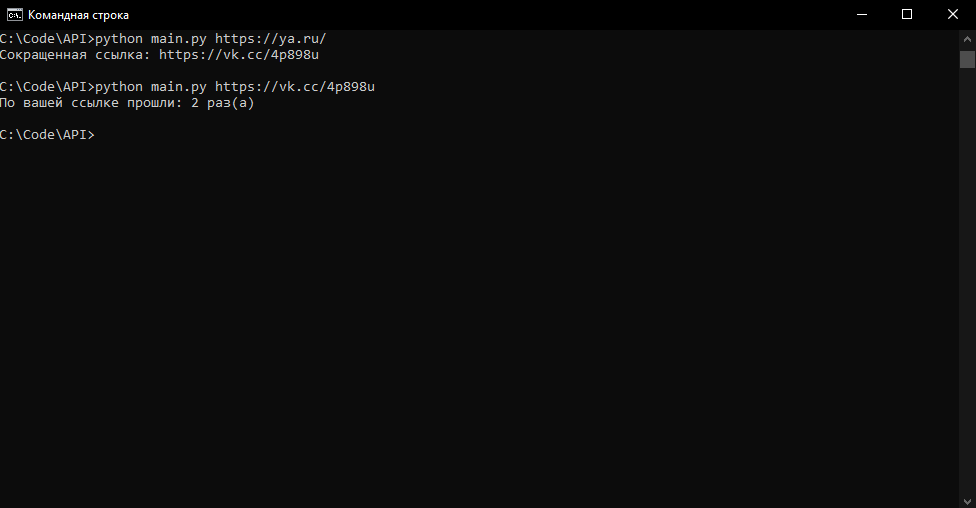 Командная строка
C:\Code\API>python main.py https://ya.ru/
Сокращенная ссылка: https://vk.cc/4p898u
C:\Code\API>python main.py https://vk.cc/4p898u
По вашей ссылке прошли: 2 раз(а)
C:\Code\API>